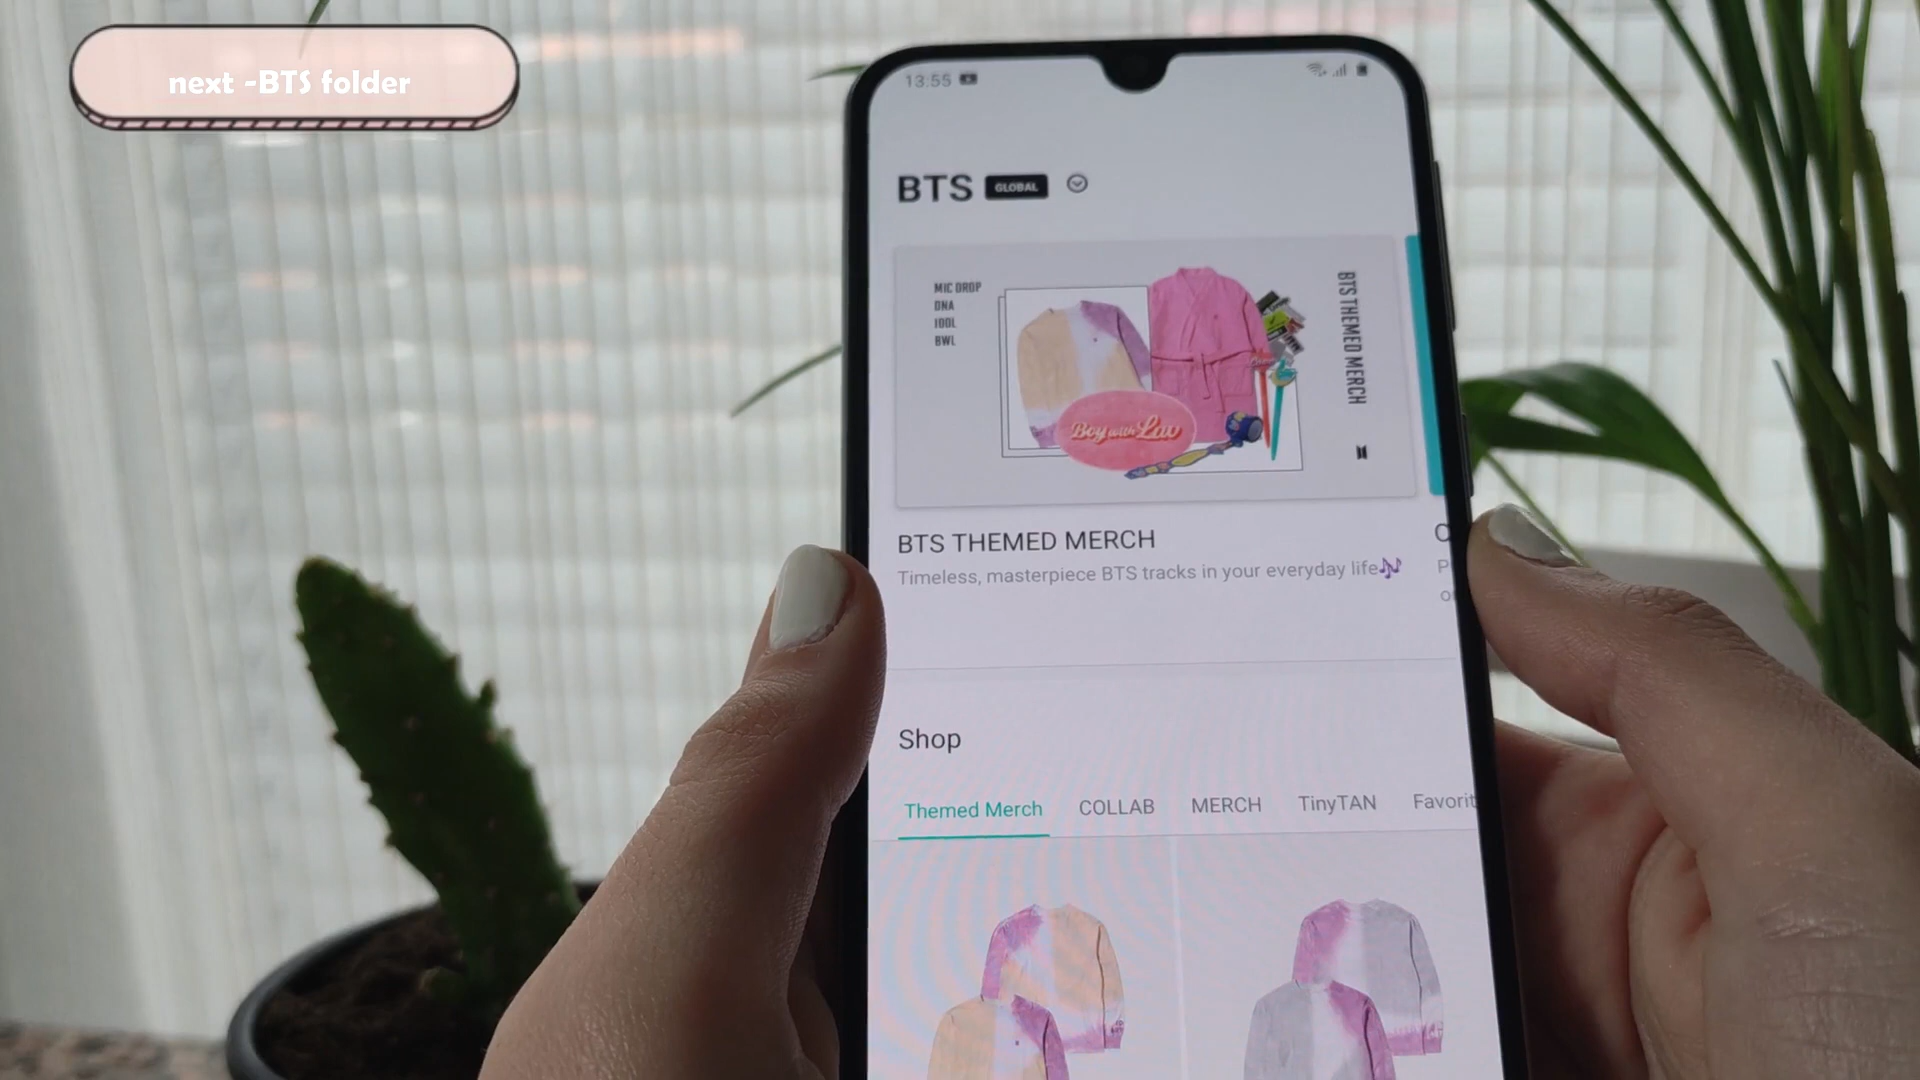 next -BTS folder
13:55
BTS GLOBAL
MIC DROP
DNA
IDOL
BWL
BTS THEMED MERCH
Boy with Luv
BTS THEMED MERCH
Timeless, masterpiece BTS tracks in your everyday life🎶
Shop
Themed Merch COLLAB MERCH TinyTAN Favorit